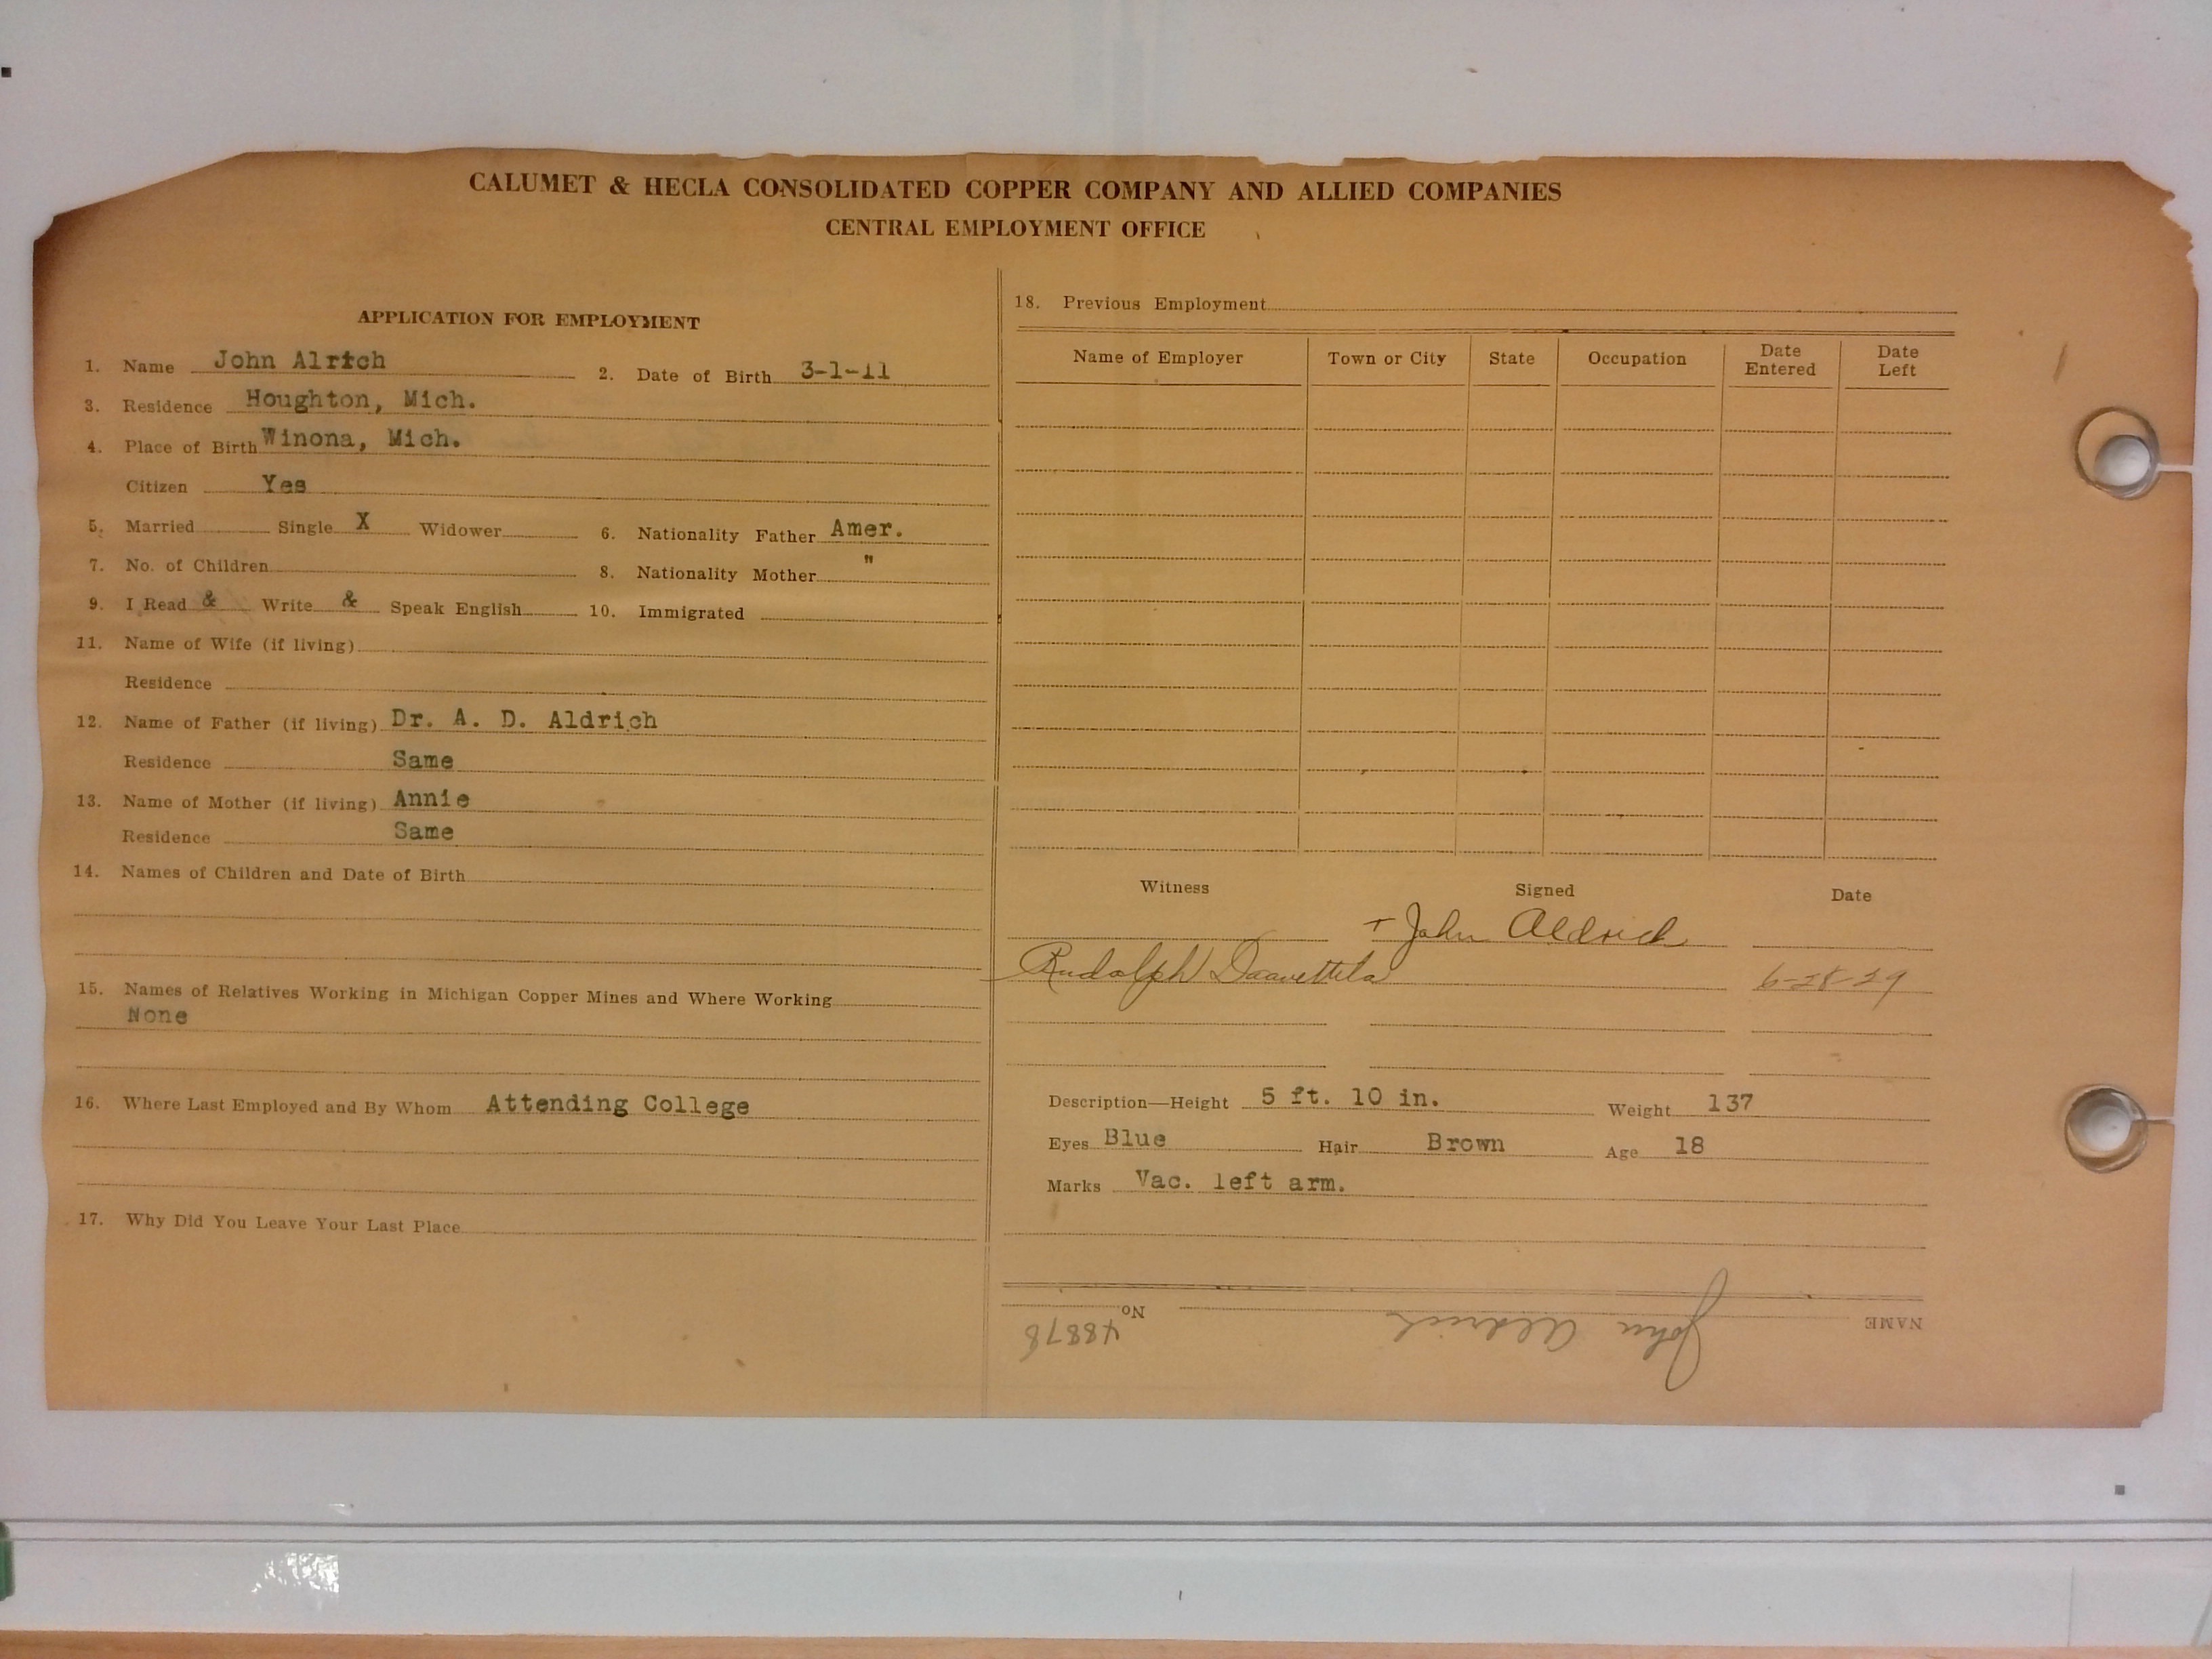 CALUMET & HECLA CONSOLIDATED COPPER COMPANY AND ALLIED COMPANIES
CENTRAL EMPLOYMENT OFFICE
APPLICATION FOR EMPLOYMENT
1. Name John Alrich 2. Date of Birth 3-1-11
3. Residence Houghton, Mich.
4. Place of Birth Winona, Mich.
Citizen Yes
5. Married Single X Widower 6. Nationality Father Amer.
7. No. of Children 8. Nationality Mother "
9. I Read & Write & Speak English 10. Immigrated
11. Name of Wife (if living)
Residence
12. Name of Father (if living) Dr. A. D. Aldrich
Residence Same
13. Name of Mother (if living) Annie
Residence Same
14. Names of Children and Date of Birth
15. Names of Relatives Working in Michigan Copper Mines and Where Working
None
16. Where Last Employed and By Whom Attending College
17. Why Did You Leave Your Last Place
18. Previous Employment
Name of Employer Town or City State Occupation Date Entered Date Left
Witness Signed Date
John Aldrich
Rudolph 6-28-29
Description—Height 5 ft. 10 in. Weight 137
Eyes Blue Hair Brown Age 18
Marks Vac. left arm.
NAME John Aldrich No. 48878